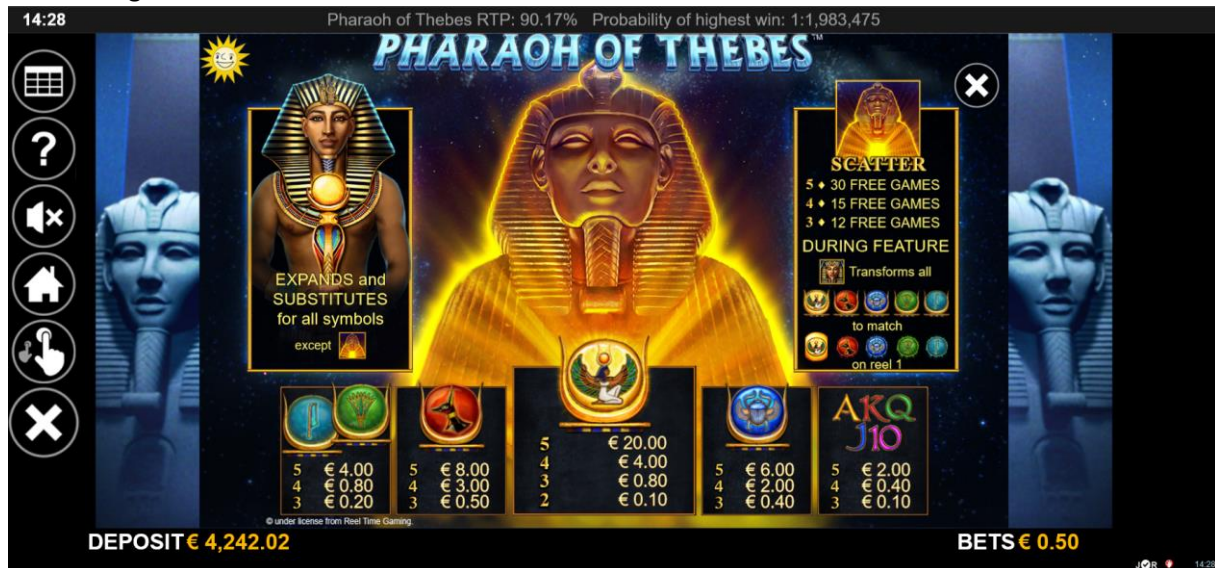 14:28
Pharaoh of Thebes RTP: 90.17% Probability of highest win: 1:1,983,475
PHARAOH OF THEBES™
EXPANDS and
SUBSTITUTES
for all symbols
except
SCATTER
5 ♦ 30 FREE GAMES
4 ♦ 15 FREE GAMES
3 ♦ 12 FREE GAMES
DURING FEATURE
Transforms all
to match
on reel 1
5 € 4.00
4 € 0.80
3 € 0.20
5 € 8.00
4 € 3.00
3 € 0.50
5 € 20.00
4 € 4.00
3 € 0.80
2 € 0.10
5 € 6.00
4 € 2.00
3 € 0.40
AKQ
J10
5 € 2.00
4 € 0.40
3 € 0.10
© under license from Reel Time Gaming.
DEPOSIT € 4,242.02
BETS € 0.50
14:28